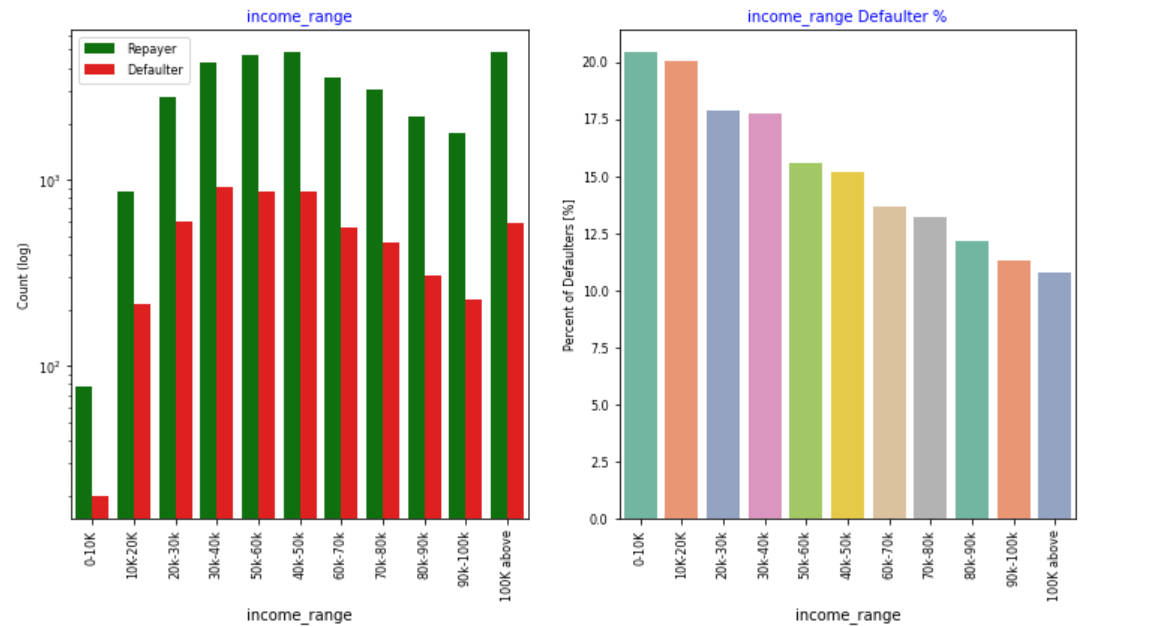 income_range
Repayer
Defaulter
Count (log)
10³
10²
0-10K
10K-20K
20k-30k
30k-40k
50k-60k
40k-50k
60k-70k
70k-80k
80k-90k
90k-100k
100K above
income_range
income_range Defaulter %
Percent of Defaulters [%]
20.0
17.5
15.0
12.5
10.0
7.5
5.0
2.5
0.0
0-10K
10K-20K
20k-30k
30k-40k
50k-60k
40k-50k
60k-70k
70k-80k
80k-90k
90k-100k
100K above
income_range